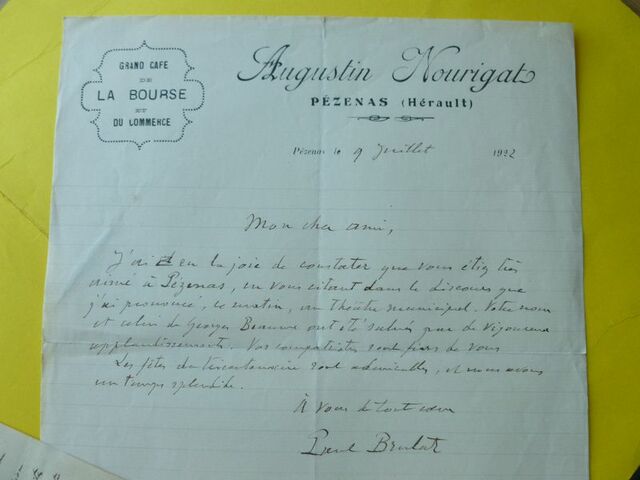 GRAND CAFE
DE
LA BOURSE
ET
DU COMMERCE
Augustin Nourigat
PÉZENAS (Hérault)
Pézenas le 9 Juillet 1922
Mon cher ami,
J'ai eu la joie de constater que vous étiez très
aimé à Pézenas, en vous citant dans le discours que
j'ai prononcé, ce matin, au théâtre municipal. Votre nom
et celui de Georges Beaume ont été salués par de vigoureux
applaudissements. Vos compatriotes sont fiers de vous
Les fêtes du tricentenaire sont admirables, et nous avons
un temps splendide.
À vous de tout cœur
Paul Brulat